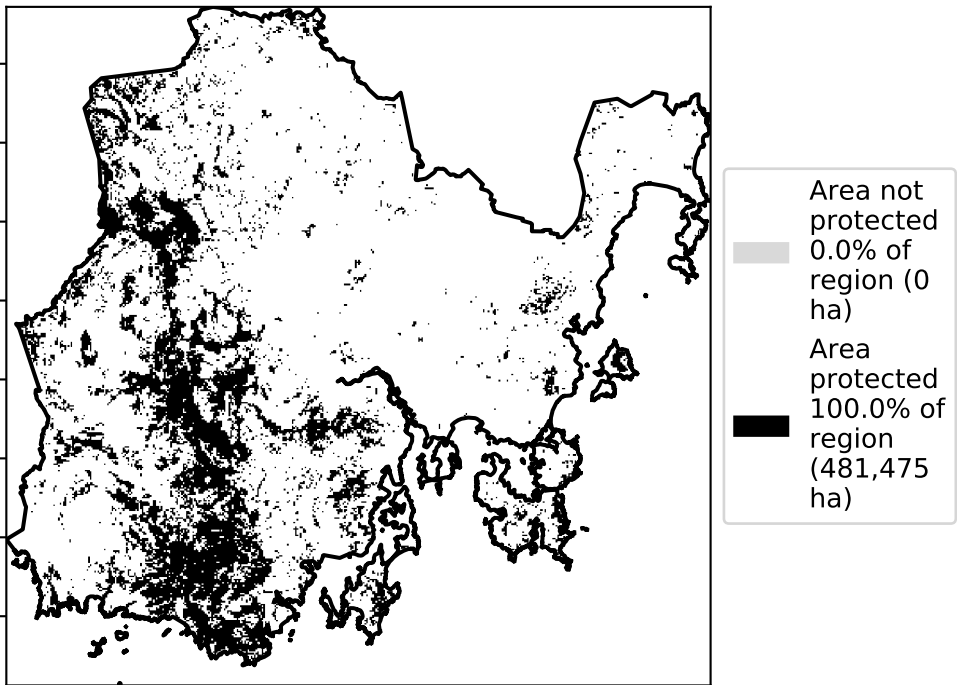 Area not
protected
0.0% of
region (0
ha)
Area
protected
100.0% of
region
(481,475
ha)